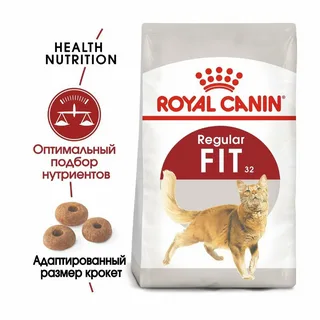 HEALTH
NUTRITION
Оптимальный
подбор
нутриентов
Адаптированный
размер крокет
ROYAL CANIN
Regular
FIT
32